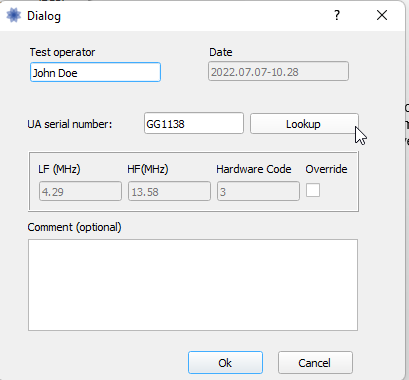 Dialog ?
Test operator Date
John Doe 2022.07.07-10.28
UA serial number: GG1138 Lookup
LF (MHz) HF(MHz) Hardware Code Override
4.29 13.58 3
Comment (optional)
Ok Cancel